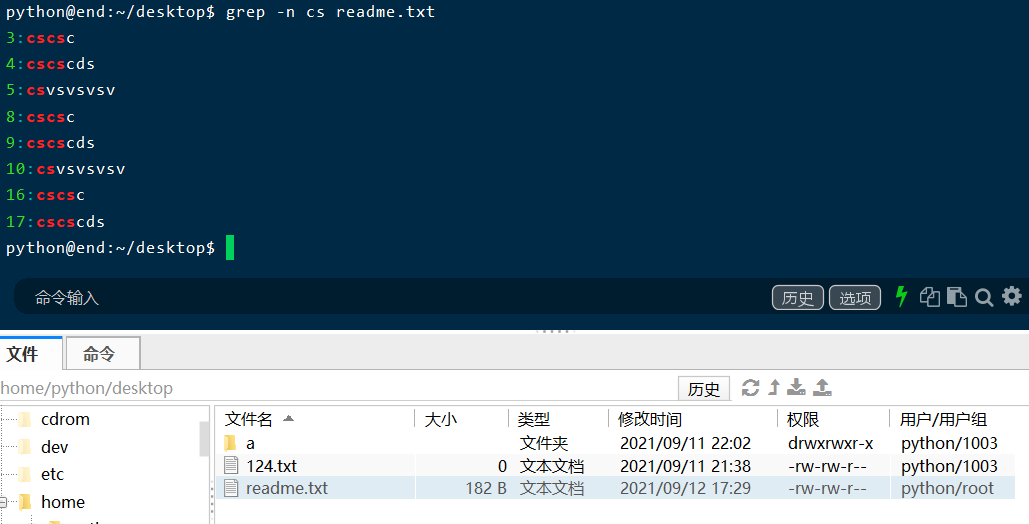 python@end:~/desktop$ grep -n cs readme.txt
3:cscsc
4:cscscds
5:csvsvsvsv
8:cscsc
9:cscscds
10:csvsvsvsv
16:cscsc
17:cscscds
python@end:~/desktop$
命令输入 历史 选项
文件 命令
home/python/desktop 历史
cdrom
dev
etc
home
文件名 大小 类型 修改时间 权限 用户/用户组
a 文件夹 2021/09/11 22:02 drwxrwxr-x python/1003
124.txt 0 文本文档 2021/09/11 21:38 -rw-rw-r-- python/1003
readme.txt 182 B 文本文档 2021/09/12 17:29 -rw-rw-r-- python/root